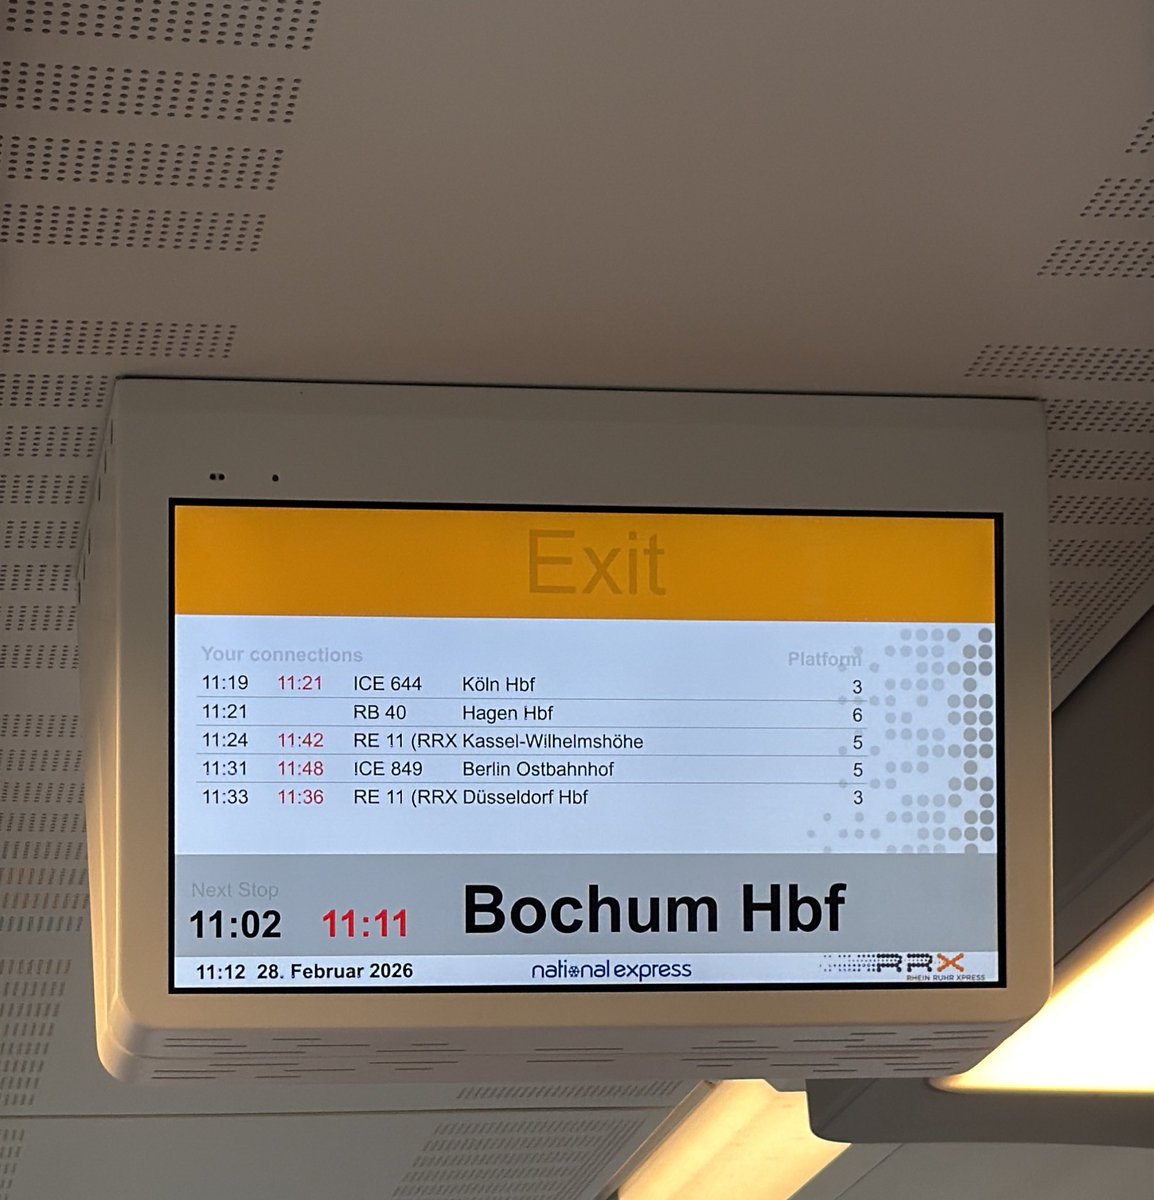 Exit
Your connections Platform
11:19 11:21 ICE 644 Köln Hbf 3
11:21 RB 40 Hagen Hbf 6
11:24 11:42 RE 11 (RRX Kassel-Wilhelmshöhe 5
11:31 11:48 ICE 849 Berlin Ostbahnhof 5
11:33 11:36 RE 11 (RRX Düsseldorf Hbf 3
Next Stop
11:02 11:11 Bochum Hbf
11:12 28. Februar 2026 national express RRX
RHEIN RUHR XPRESS